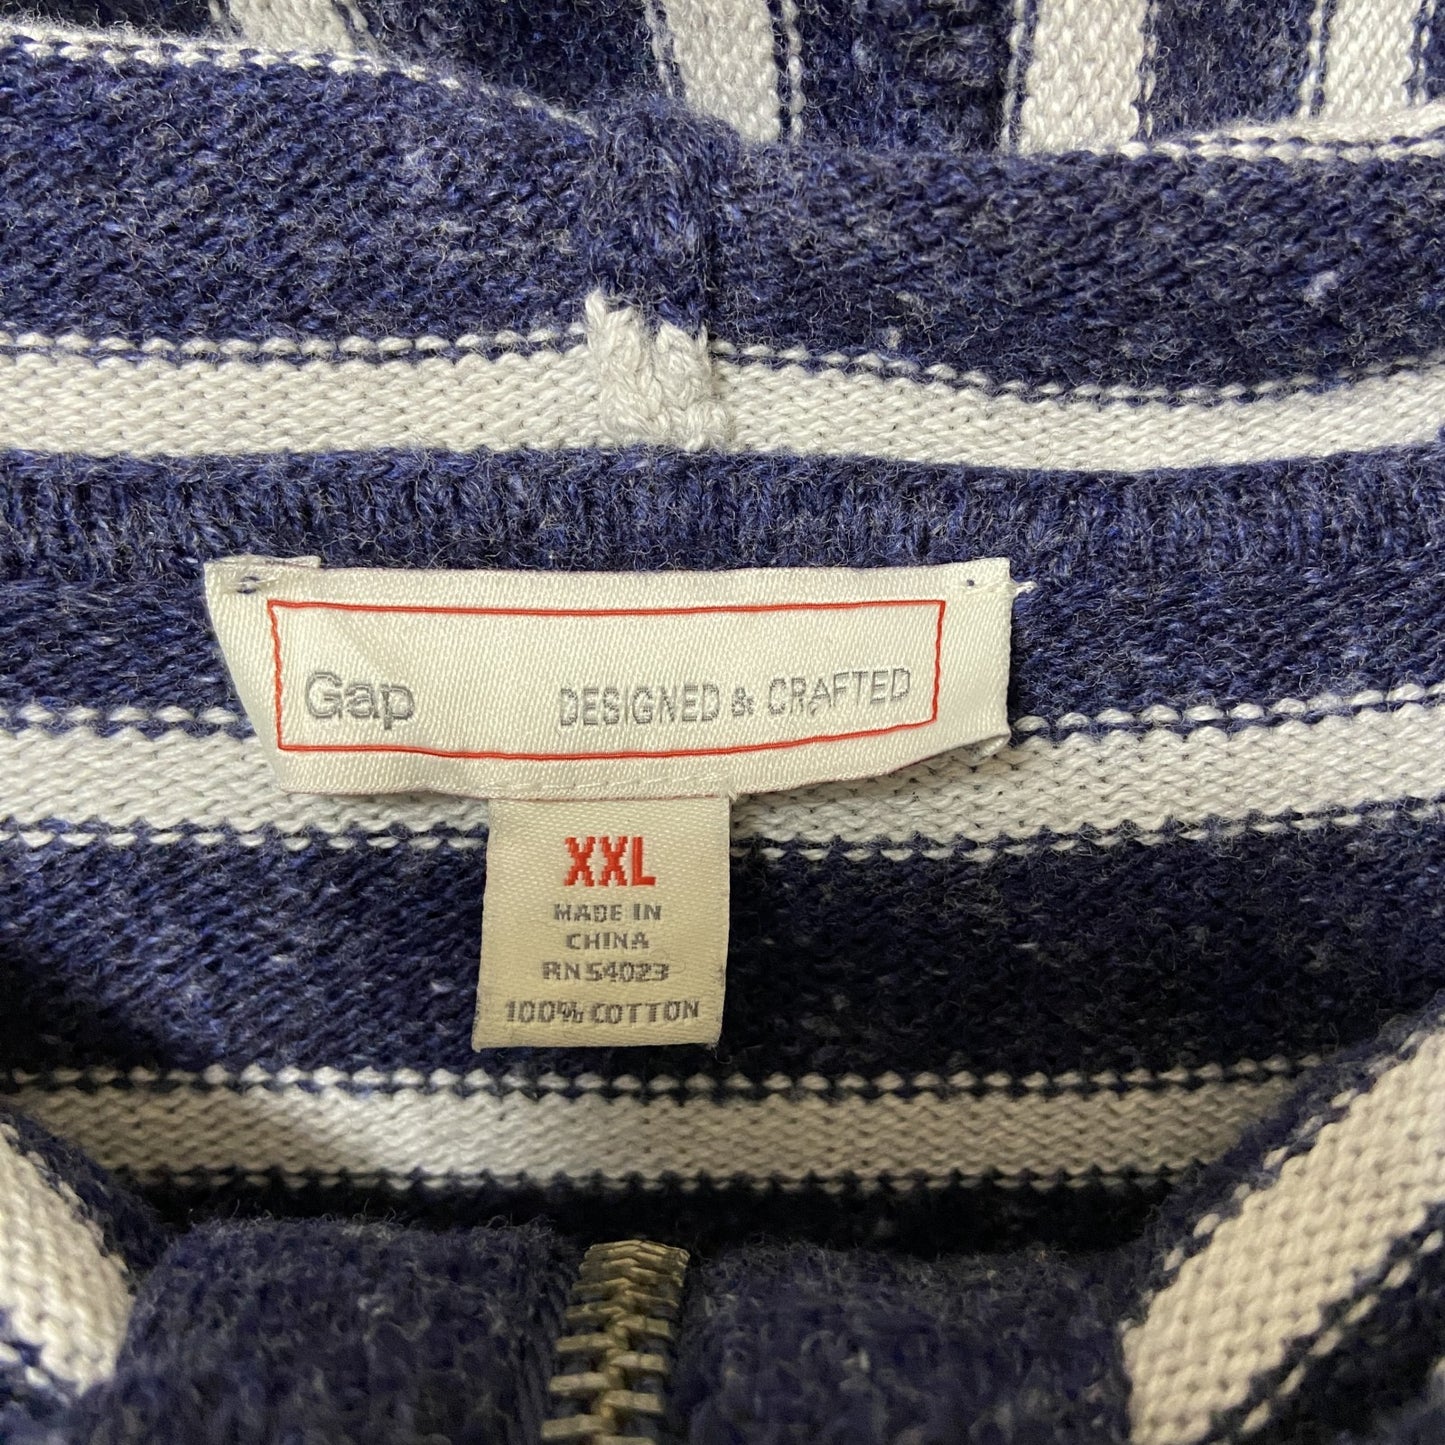 Gap DESIGNED & CRAFTED
XXL
MADE IN
CHINA
RN 54023
100% COTTON